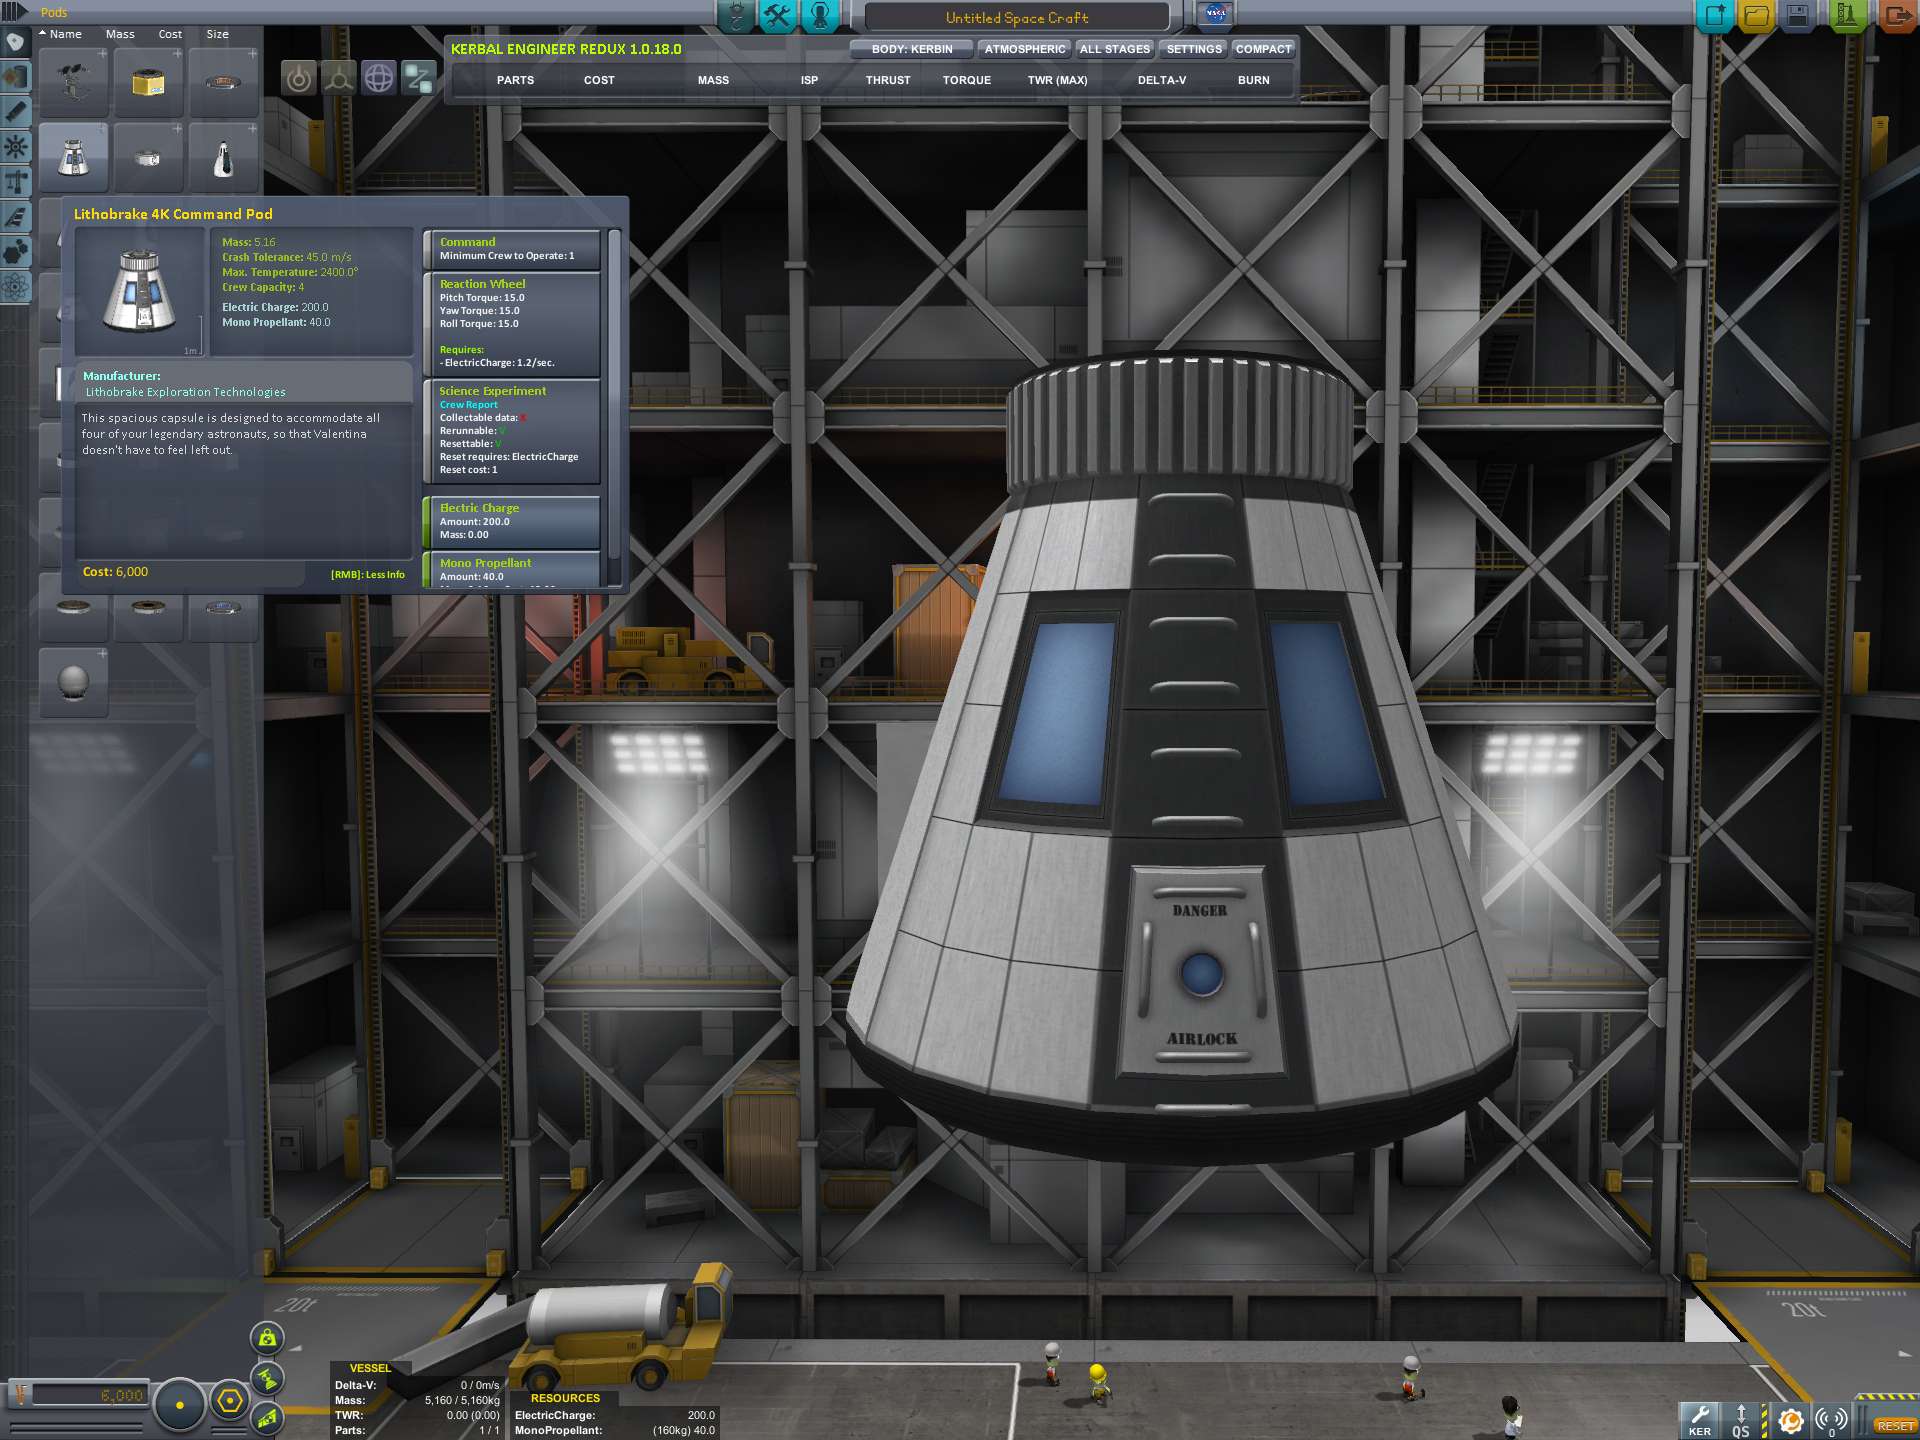 Pods
Untitled Space Craft
NASA
Name Mass Cost Size
KERBAL ENGINEER REDUX 1.0.18.0
BODY: KERBIN ATMOSPHERIC ALL STAGES SETTINGS COMPACT
PARTS COST MASS ISP THRUST TORQUE TWR (MAX) DELTA-V BURN
Lithobrake 4K Command Pod
Mass: 5.16
Crash Tolerance: 45.0 m/s
Max. Temperature: 2400.0°
Crew Capacity: 4
Electric Charge: 200.0
Mono Propellant: 40.0
1m
Manufacturer:
Lithobrake Exploration Technologies
This spacious capsule is designed to accommodate all
four of your legendary astronauts, so that Valentina
doesn't have to feel left out.
Cost: 6,000
[RMB]: Less Info
Command
Minimum Crew to Operate: 1
Reaction Wheel
Pitch Torque: 15.0
Yaw Torque: 15.0
Roll Torque: 15.0
Requires:
- ElectricCharge: 1.2/sec.
Science Experiment
Crew Report
Collectable data: X
Rerunnable: V
Resettable: V
Reset requires: ElectricCharge
Reset cost: 1
Electric Charge
Amount: 200.0
Mass: 0.00
Mono Propellant
Amount: 40.0
DANGER
AIRLOCK
20t
20t
6,000
VESSEL
Delta-V: 0 / 0m/s
Mass: 5,160 / 5,160kg
TWR: 0.00 (0.00)
Parts: 1 / 1
RESOURCES
ElectricCharge: 200.0
MonoPropellant: (160kg) 40.0
KER
QS
0
RESET